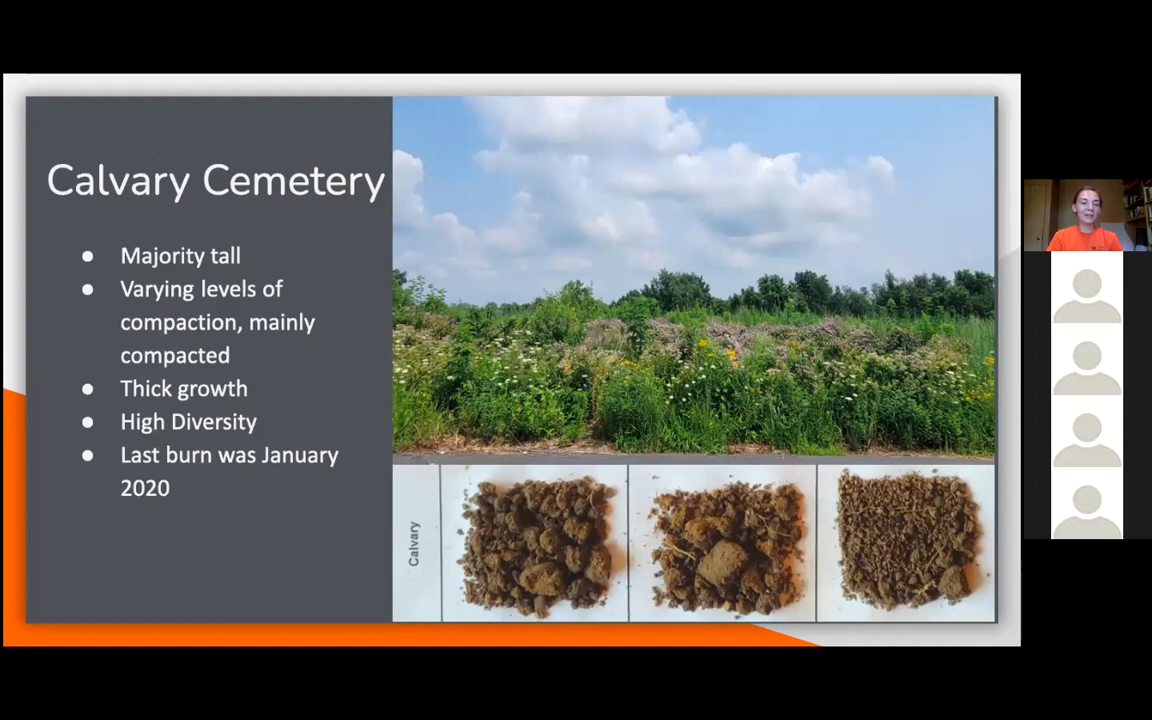 Calvary Cemetery
● Majority tall
● Varying levels of
compaction, mainly
compacted
● Thick growth
● High Diversity
● Last burn was January
2020
Calvary